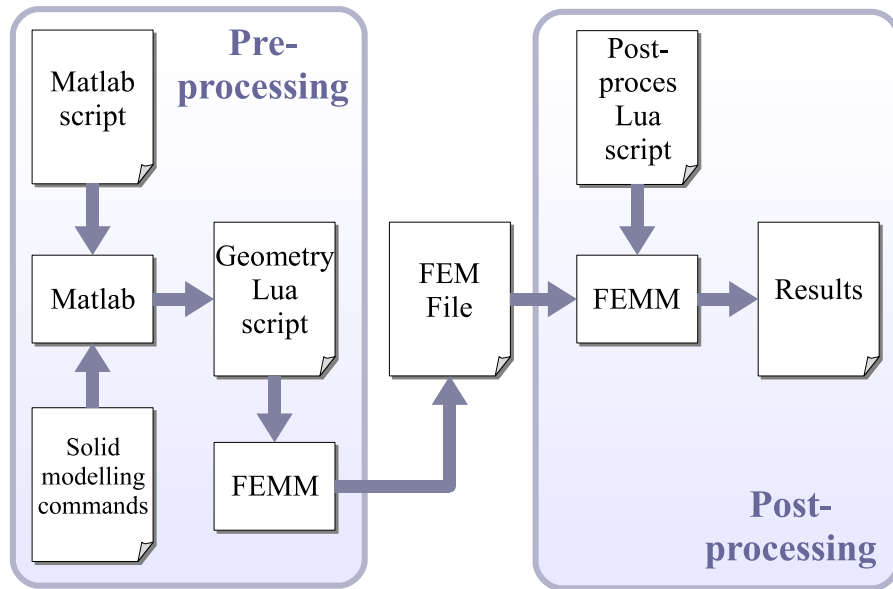 Pre-
processing
Matlab
script
Matlab
Solid
modelling
commands
Geometry
Lua
script
FEMM
FEM
File
Post-
proces
Lua
script
FEMM
Results
Post-
processing